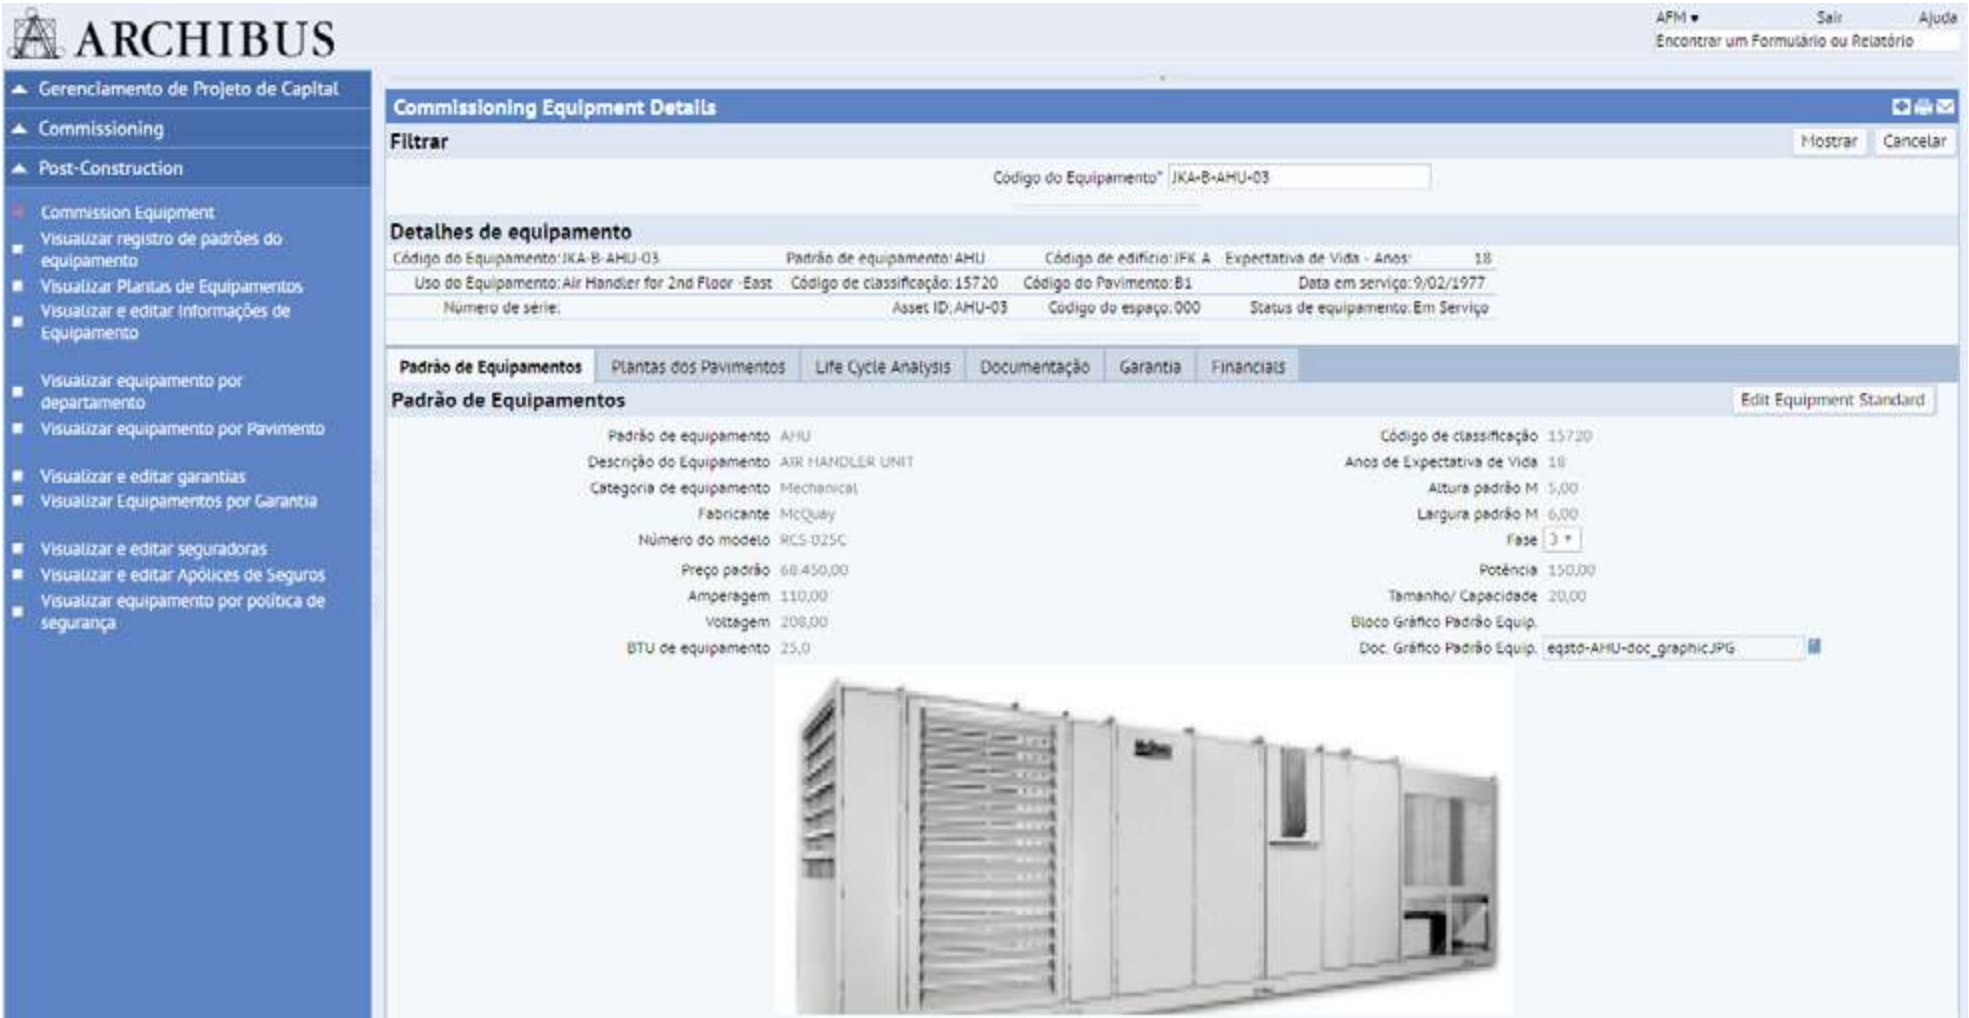 ARCHIBUS
AFM Sair Ajuda
Encontrar um Formulário ou Relatório
Gerenciamento de Projeto de Capital
Commissioning
Post-Construction
Commission Equipment
Visualizar registro de padrões do
equipamento
Visualizar Plantas de Equipamentos
Visualizar e editar Informações de
Equipamento
Visualizar equipamento por
departamento
Visualizar equipamento por Pavimento
Visualizar e editar garantias
Visualizar Equipamentos por Garantia
Visualizar e editar seguradoras
Visualizar e editar Apólices de Seguros
Visualizar equipamento por política de
segurança
Commissioning Equipment Details
Filtrar Mostrar Cancelar
Código do Equipamento* JKA-B-AHU-03
Detalhes de equipamento
Código do Equipamento: JKA-B-AHU-03 Padrão de equipamento: AHU Código de edifício: JFK A Expectativa de Vida - Anos: 18
Uso do Equipamento: Air Handler for 2nd Floor -East Código de classificação: 15720 Código do Pavimento: B1 Data em serviço: 9/02/1977
Número de série: Asset ID: AHU-03 Código do espaço: 000 Status de equipamento: Em Serviço
Padrão de Equipamentos Plantas dos Pavimentos Life Cycle Analysis Documentação Garantia Financials
Padrão de Equipamentos Edit Equipment Standard
Padrão de equipamento AHU Código de classificação 15720
Descrição do Equipamento AIR HANDLER UNIT Anos de Expectativa de Vida 18
Categoria de equipamento Mechanical Altura padrão M 5,00
Fabricante McQuay Largura padrão M 6,00
Número do modelo RCS 025C Fase 3
Preço padrão 68.450,00 Potência 150,00
Amperagem 110,00 Tamanho/ Capacidade 20,00
Voltagem 208,00 Bloco Gráfico Padrão Equip.
BTU de equipamento 25,0 Doc. Gráfico Padrão Equip. eqstd-AHU-doc_graphic.JPG